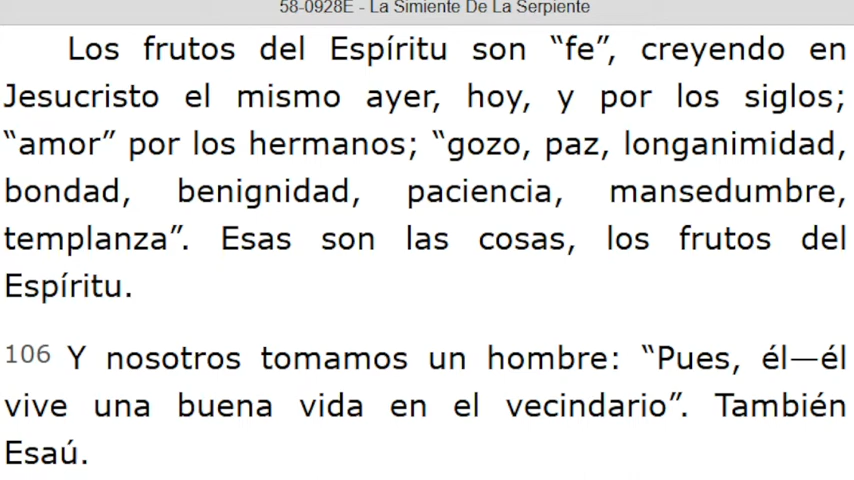 58-0928E - La Simiente De La Serpiente
Los frutos del Espíritu son “fe”, creyendo en
Jesucristo el mismo ayer, hoy, y por los siglos;
“amor” por los hermanos; “gozo, paz, longanimidad,
bondad, benignidad, paciencia, mansedumbre,
templanza”. Esas son las cosas, los frutos del
Espíritu.
106 Y nosotros tomamos un hombre: “Pues, él—él
vive una buena vida en el vecindario”. También
Esaú.